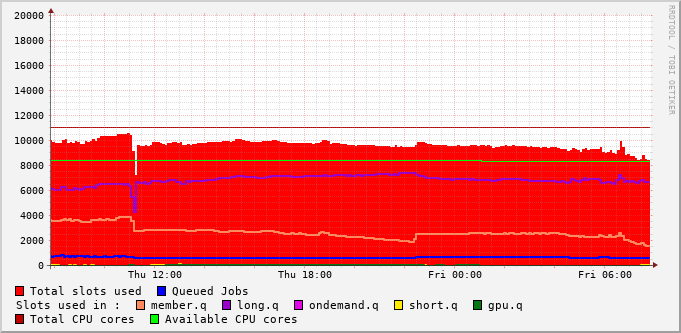 20000
18000
16000
14000
12000
10000
8000
6000
4000
2000
0
Thu 12:00 Thu 18:00 Fri 00:00 Fri 06:00
Total slots used Queued Jobs
Slots used in : member.q long.q ondemand.q short.q gpu.q
Total CPU cores Available CPU cores
RRDTOOL / TOBI OETIKER